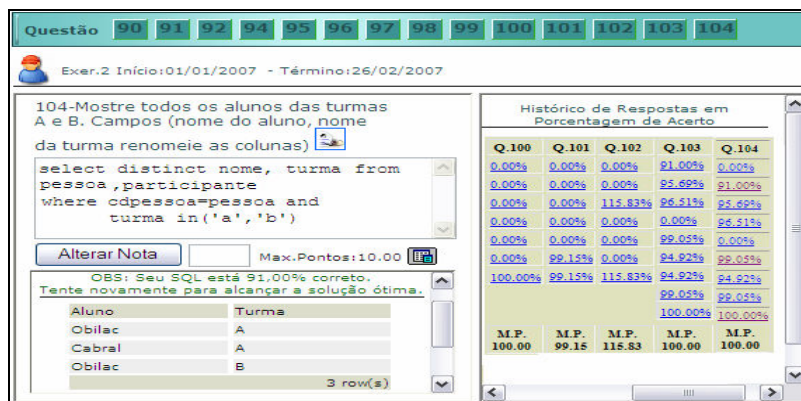 Questão 90 91 92 94 95 96 97 98 99 100 101 102 103 104
Exer.2 Início:01/01/2007 - Término:26/02/2007
104-Mostre todos os alunos das turmas
A e B. Campos (nome do aluno, nome
da turma renomeie as colunas)
select distinct nome, turma from
pessoa,participante
where cdpessoa=pessoa and
turma in('a','b')
Alterar Nota Max.Pontos:10.00
OBS: Seu SQL está 91,00% correto.
Tente novamente para alcançar a solução ótima.
Aluno Turma
Obilac A
Cabral A
Obilac B
3 row(s)
Histórico de Respostas em
Porcentagem de Acerto
Q.100 Q.101 Q.102 Q.103 Q.104
0.00% 0.00% 0.00% 91.00% 0.00%
0.00% 0.00% 0.00% 95.69% 91.00%
0.00% 0.00% 115.83% 96.51% 95.69%
0.00% 0.00% 0.00% 0.00% 96.51%
0.00% 0.00% 0.00% 99.05% 0.00%
0.00% 99.15% 0.00% 94.92% 99.05%
100.00% 99.15% 115.83% 94.92% 94.92%
99.05% 99.05%
100.00% 100.00%
M.P. M.P. M.P. M.P. M.P.
100.00 99.15 115.83 100.00 100.00